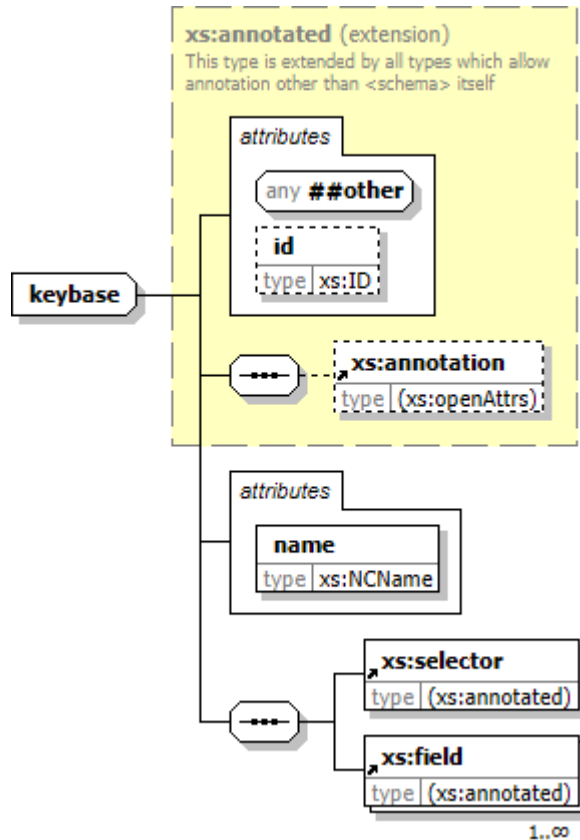 xs:annotated (extension)
This type is extended by all types which allow
annotation other than <schema> itself
attributes
any ##other
id
type xs:ID
keybase
xs:annotation
type (xs:openAttrs)
attributes
name
type xs:NCName
xs:selector
type (xs:annotated)
xs:field
type (xs:annotated)
1..∞